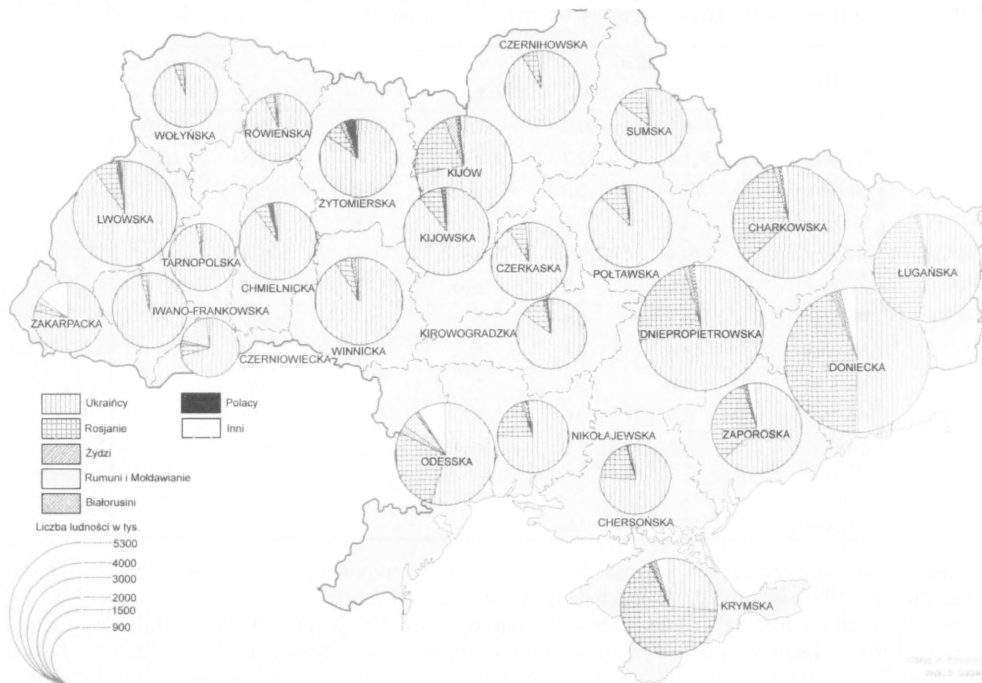 CZERNIHOWSKA
WOŁYŃSKA
RÓWIEŃSKA
SUMSKA
ŻYTOMIERSKA
KIJÓW
LWOWSKA
TARNOPOLSKA
CHMIELNICKA
KIJOWSKA
CZERKASKA
POŁTAWSKA
CHARKOWSKA
ŁUGAŃSKA
ZAKARPACKA
IWANO-FRANKOWSKA
CZERNIOWIECKA
WINNICKA
KIROWOGRADZKA
DNIEPROPIETROWSKA
DONIECKA
ODESSKA
NIKOŁAJEWSKA
ZAPOROSKA
CHERSOŃSKA
KRYMSKA
Ukraińcy
Rosjanie
Żydzi
Rumuni i Mołdawianie
Białorusini
Polacy
Inni
Liczba ludności w tys.
5300
4000
3000
2000
1500
900